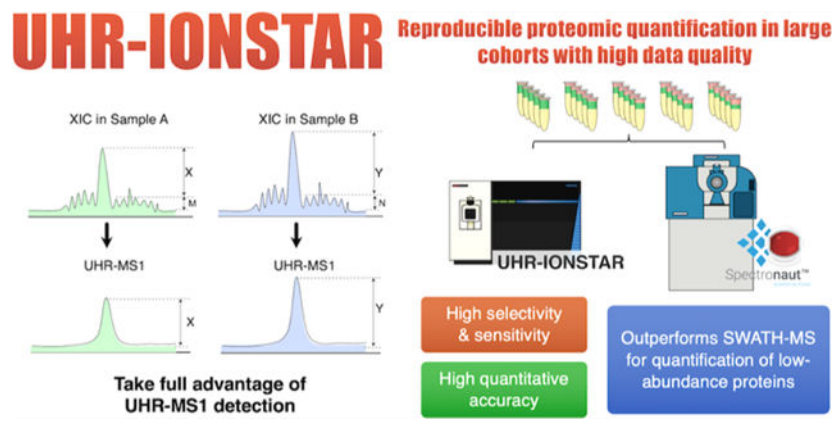 UHR-IONSTAR
Reproducible proteomic quantification in large
cohorts with high data quality
XIC in Sample A
XIC in Sample B
X
M
Y
N
UHR-MS1
UHR-MS1
X
Y
Take full advantage of
UHR-MS1 detection
UHR-IONSTAR
Spectronaut™
High selectivity
& sensitivity
High quantitative
accuracy
Outperforms SWATH-MS
for quantification of low-
abundance proteins